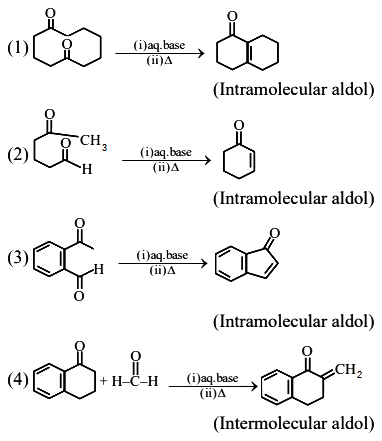 (1) O O (i)aq.base (ii)Δ O
(Intramolecular aldol)
(2) O O CH3 H (i)aq.base (ii)Δ O
(Intramolecular aldol)
(3) O H O (i)aq.base (ii)Δ O
(Intramolecular aldol)
(4) O + H–C–H O (i)aq.base (ii)Δ O CH2
(Intermolecular aldol)